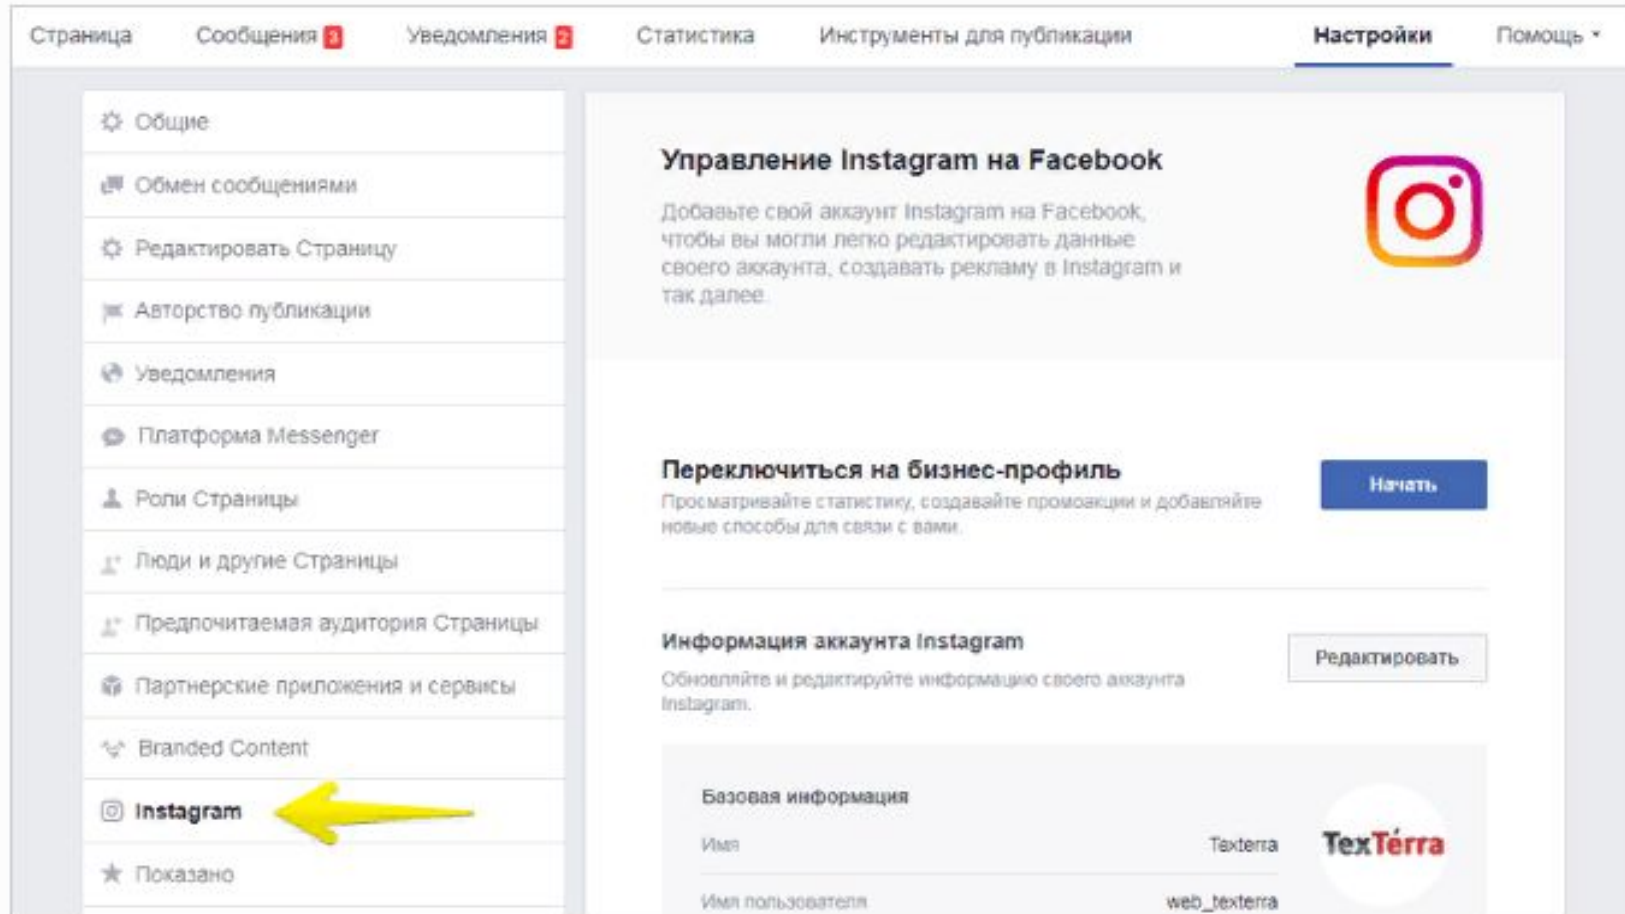 Страница Сообщения 3 Уведомления 2 Статистика Инструменты для публикации Настройки Помощь
Общие
Обмен сообщениями
Редактировать Страницу
Авторство публикации
Уведомления
Платформа Messenger
Роли Страницы
Люди и другие Страницы
Предпочитаемая аудитория Страницы
Партнерские приложения и сервисы
Branded Content
Instagram
Показано
Управление Instagram на Facebook
Добавьте свой аккаунт Instagram на Facebook,
чтобы вы могли легко редактировать данные
своего аккаунта, создавать рекламу в Instagram и
так далее.
Переключиться на бизнес-профиль
Просматривайте статистику, создавайте промоакции и добавляйте
новые способы для связи с вами.
Начать
Информация аккаунта Instagram
Обновляйте и редактируйте информацию своего аккаунта
Instagram.
Редактировать
Базовая информация
Имя Texterra
Имя пользователя web_texterra
TexTérra